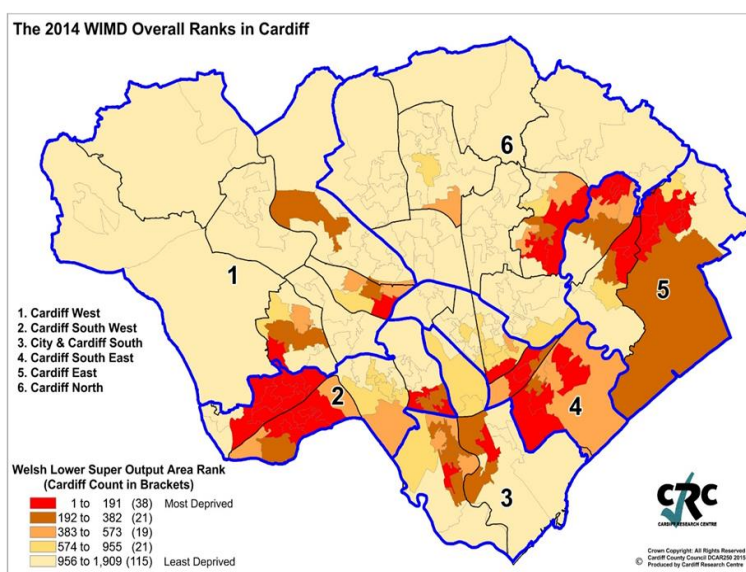 The 2014 WIMD Overall Ranks in Cardiff
6
1
5
1. Cardiff West
2. Cardiff South West
3. City & Cardiff South
4. Cardiff South East
5. Cardiff East
6. Cardiff North
2
4
3
Welsh Lower Super Output Area Rank
(Cardiff Count in Brackets)
1 to 191 (38) Most Deprived
192 to 382 (21)
383 to 573 (19)
574 to 955 (21)
956 to 1,909 (115) Least Deprived
CRC
CARDIFF RESEARCH CENTRE
Crown Copyright: All Rights Reserved
Cardiff County Council DCAR250 2015
© Produced by Cardiff Research Centre